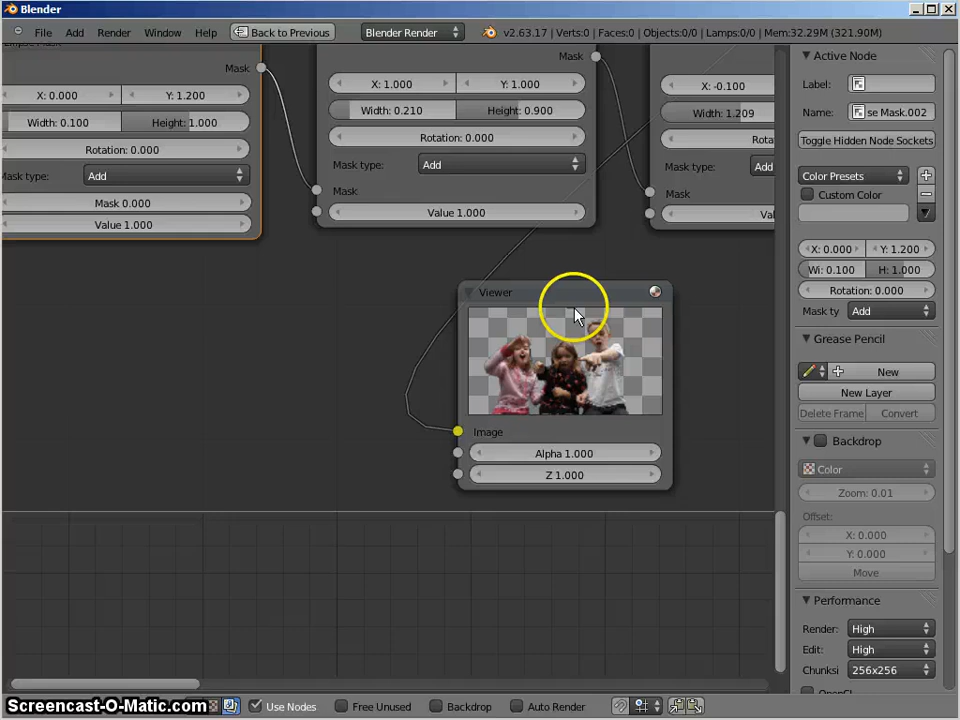 Blender
File Add Render Window Help Back to Previous Blender Render v2.63.17 | Verts:0 | Faces:0 | Objects:0/0 | Lamps:0/0 | Mem:32.29M (321.90M)
Mask
X: 0.000 Y: 1.200
Width: 0.100 Height: 1.000
Rotation: 0.000
Mask type: Add
Mask 0.000
Value 1.000
Mask
X: 1.000 Y: 1.000
Width: 0.210 Height: 0.900
Rotation: 0.000
Mask type: Add
Mask
Value 1.000
X: -0.100
Width: 1.209
Rota
Mask type: Add
Mask
Val
Viewer
Image
Alpha 1.000
Z 1.000
Active Node
Label:
Name: se Mask.002
Toggle Hidden Node Sockets
Color Presets
Custom Color
X: 0.000 Y: 1.200
Wi: 0.100 H: 1.000
Rotation: 0.000
Mask ty Add
Grease Pencil
New
New Layer
Delete Frame Convert
Backdrop
Color
Zoom: 0.01
Offset:
X: 0.000
Y: 0.000
Move
Performance
Render: High
Edit: High
Chunksi 256x256
Screencast-O-Matic.com Use Nodes Free Unused Backdrop Auto Render